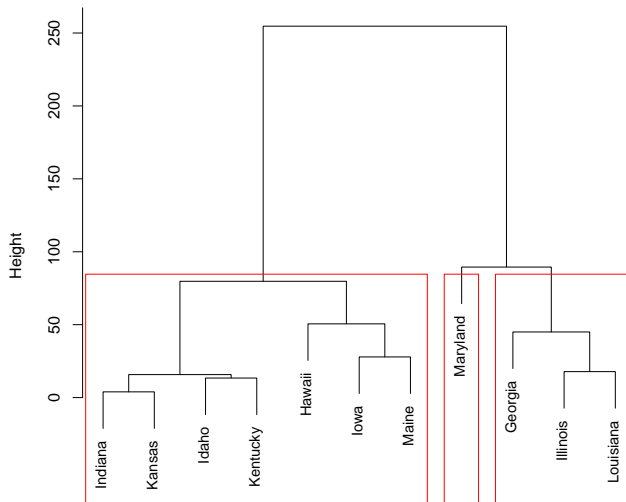 Height
250
200
150
100
50
0
Indiana
Kansas
Idaho
Kentucky
Hawaii
Iowa
Maine
Maryland
Georgia
Illinois
Louisiana